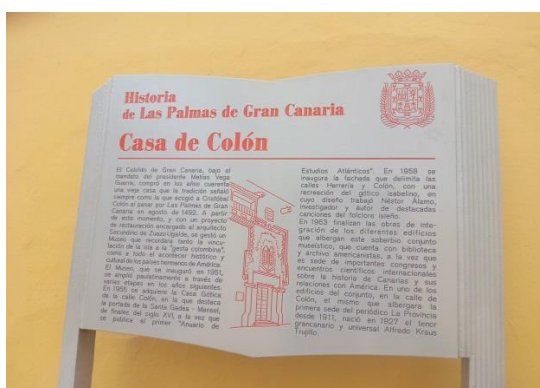 Historia
de Las Palmas de Gran Canaria
Casa de Colón
El Cabildo de Gran Canaria, bajo el
mandato del presidente Matías Vega
Guerra, compró en los años cuarenta
una vieja casa que la tradición señaló
siempre como la que acogió a Cristóbal
Colón al pasar por Las Palmas de Gran
Canaria en agosto de 1492. A partir
de este momento, y con un proyecto
de restauración encargado al arquitecto
Secundino de Zuazo Ugalde, se gestó un
Museo que recordara tanto la vincu-
lación de la isla a la "gesta colombina",
como a todo el acontecer histórico y
cultural de los países hermanos de América.
El Museo, que se inauguró en 1951,
se amplió paulatinamente a través de
varias etapas en los años siguientes.
En 1955 se adquiere la Casa Gótica
de la calle Colón, en la que destaca
la portada de la Santa Gadea - Mansel,
de finales del siglo XVI, a la vez que
se publica el primer "Anuario de
Estudios Atlánticos". En 1958 se
inaugura la fachada que delimita las
calles Herrería y Colón, con una
recreación del gótico isabelino, en
cuyo diseño trabajó Néstor Álamo,
investigador y autor de destacadas
canciones del folclore isleño.
En 1963 finalizan las obras de inte-
gración de los diferentes edificios
que albergan este soberbio conjunto
museístico, que cuenta con biblioteca
y archivo americanistas, a la vez que
es sede de importantes congresos y
encuentros científicos internacionales
sobre la historia de Canarias y sus
relaciones con América. En uno de los
edificios del conjunto, en la calle de
Colón, el mismo que albergara la
primera sede del periódico La Provincia
desde 1911, nació en 1927 el tenor
grancanario y universal Alfredo Kraus
Trujillo.